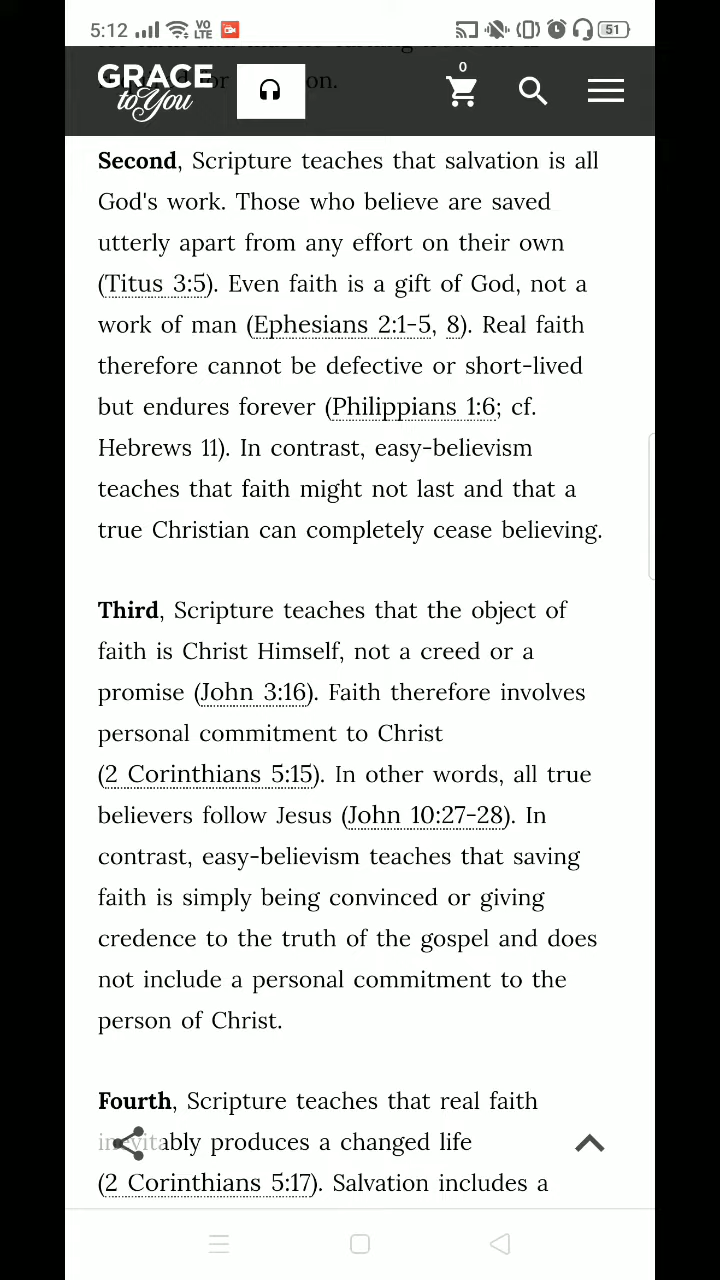 5:12 VO LTE 51
GRACE to You 0
or on.
Second, Scripture teaches that salvation is all
God's work. Those who believe are saved
utterly apart from any effort on their own
(Titus 3:5). Even faith is a gift of God, not a
work of man (Ephesians 2:1-5, 8). Real faith
therefore cannot be defective or short-lived
but endures forever (Philippians 1:6; cf.
Hebrews 11). In contrast, easy-believism
teaches that faith might not last and that a
true Christian can completely cease believing.
Third, Scripture teaches that the object of
faith is Christ Himself, not a creed or a
promise (John 3:16). Faith therefore involves
personal commitment to Christ
(2 Corinthians 5:15). In other words, all true
believers follow Jesus (John 10:27-28). In
contrast, easy-believism teaches that saving
faith is simply being convinced or giving
credence to the truth of the gospel and does
not include a personal commitment to the
person of Christ.
Fourth, Scripture teaches that real faith
inevitably produces a changed life
(2 Corinthians 5:17). Salvation includes a